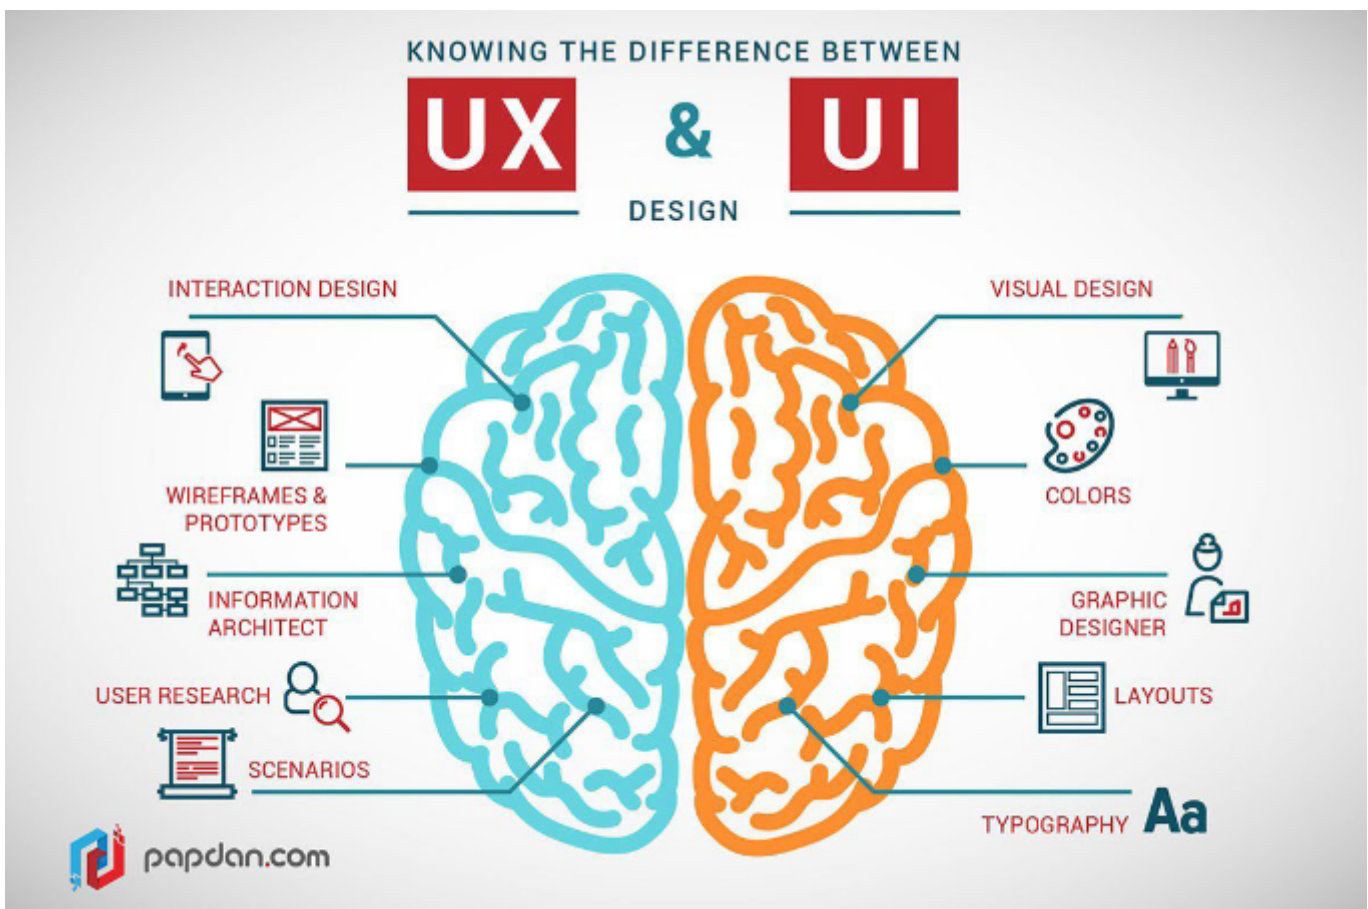 KNOWING THE DIFFERENCE BETWEEN
UX & UI
DESIGN
INTERACTION DESIGN
WIREFRAMES &
PROTOTYPES
INFORMATION
ARCHITECT
USER RESEARCH
SCENARIOS
VISUAL DESIGN
COLORS
GRAPHIC
DESIGNER
LAYOUTS
TYPOGRAPHY Aa
papdan.com